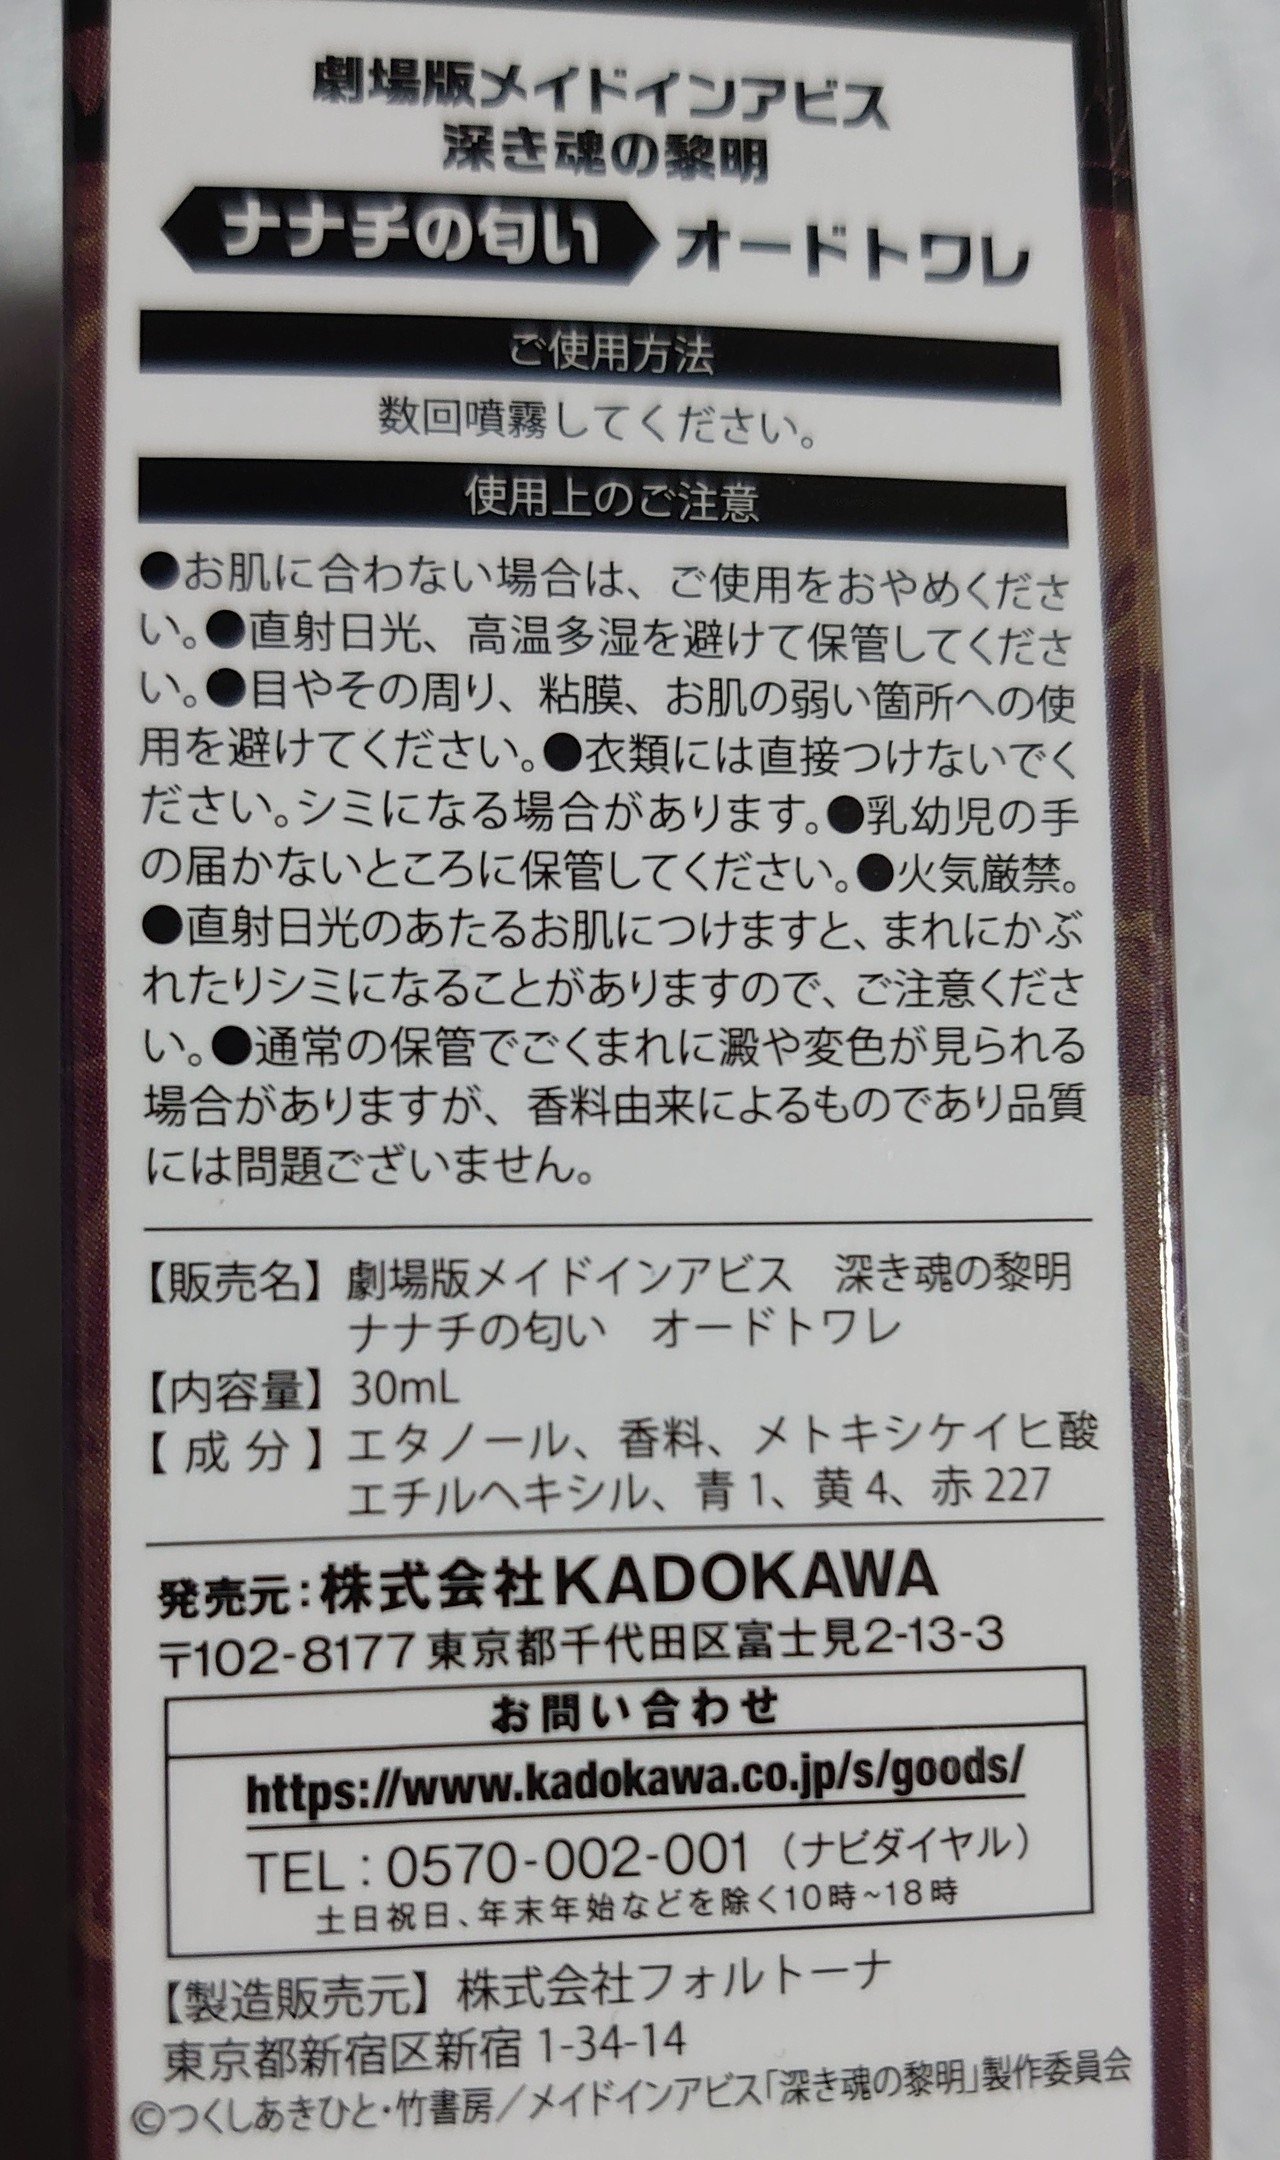 劇場版メイドインアビス
深き魂の黎明
ナナチの匂い オードトワレ
ご使用方法
数回噴霧してください。
使用上のご注意
●お肌に合わない場合は、ご使用をおやめくださ
い。●直射日光、高温多湿を避けて保管してくださ
い。●目やその周り、粘膜、お肌の弱い箇所への使
用を避けてください。●衣類には直接つけないでく
ださい。シミになる場合があります。●乳幼児の手
の届かないところに保管してください。●火気厳禁。
●直射日光のあたるお肌につけますと、まれにかぶ
れたりシミになることがありますので、ご注意くださ
い。●通常の保管でごくまれに澱や変色が見られる
場合がありますが、香料由来によるものであり品質
には問題ございません。
【販売名】劇場版メイドインアビス 深き魂の黎明
ナナチの匂い オードトワレ
【内容量】30mL
【成分】エタノール、香料、メトキシケイヒ酸
エチルヘキシル、青1、黄4、赤227
発売元:株式会社KADOKAWA
〒102-8177 東京都千代田区富士見2-13-3
お問い合わせ
https://www.kadokawa.co.jp/s/goods/
TEL:0570-002-001(ナビダイヤル)
土日祝日、年末年始などを除く10時~18時
【製造販売元】株式会社フォルトーナ
東京都新宿区新宿1-34-14
©つくしあきひと・竹書房/メイドインアビス「深き魂の黎明」製作委員会